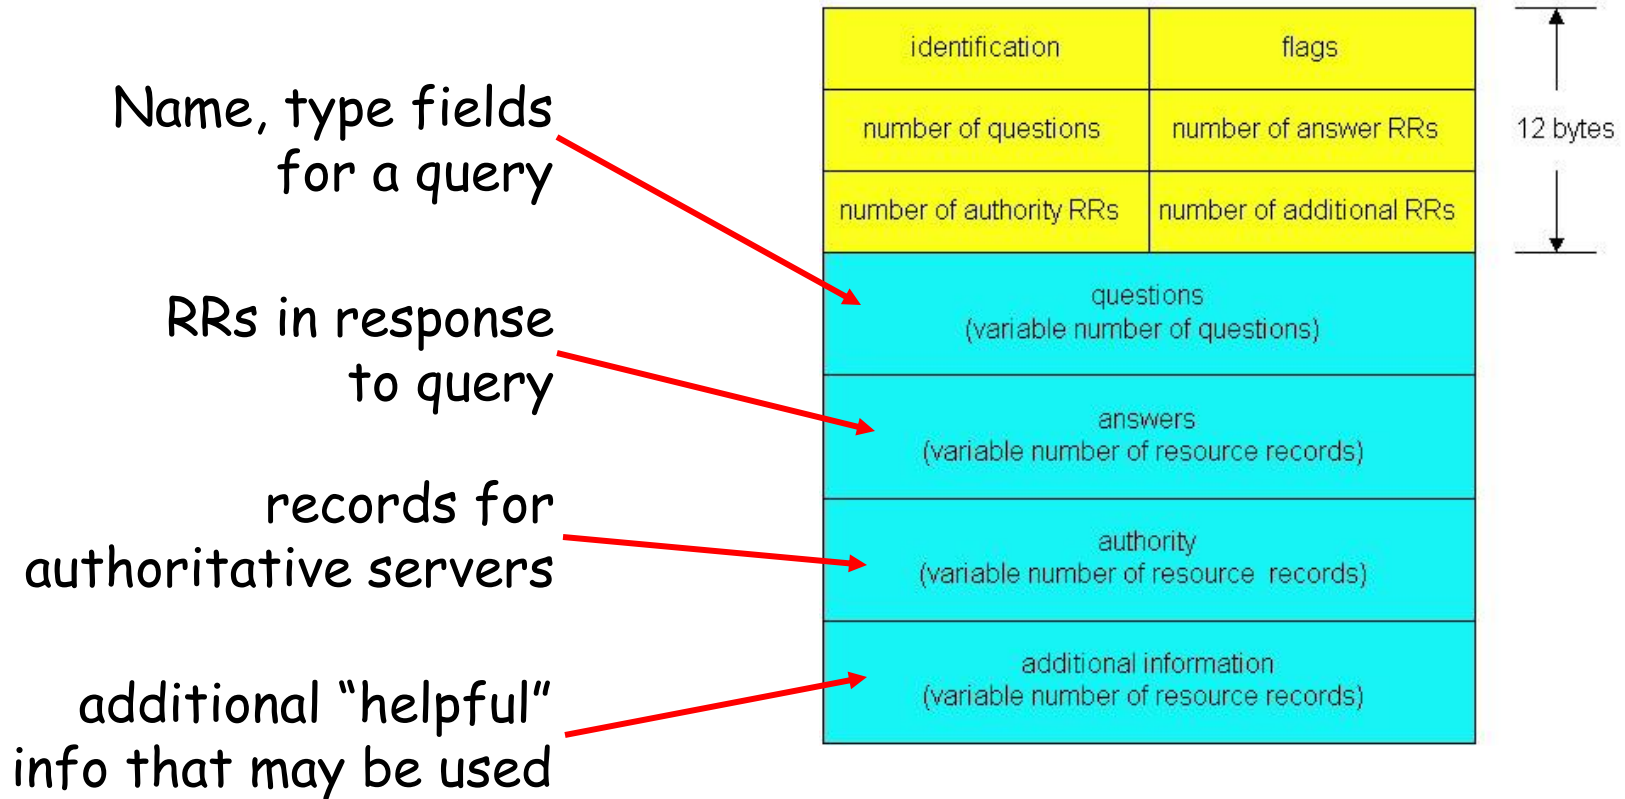 Name, type fields
for a query
RRs in response
to query
records for
authoritative servers
additional “helpful”
info that may be used
identification
flags
number of questions
number of answer RRs
number of authority RRs
number of additional RRs
12 bytes
questions
(variable number of questions)
answers
(variable number of resource records)
authority
(variable number of resource records)
additional information
(variable number of resource records)